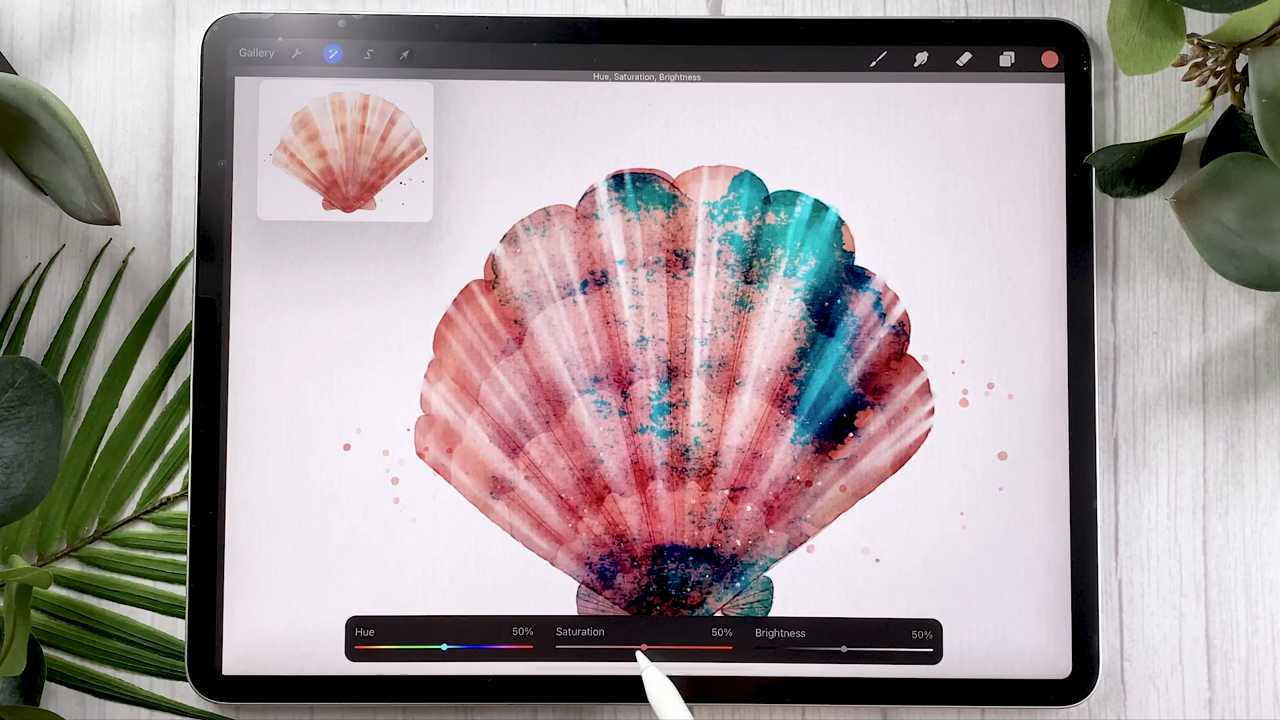 Gallery
Hue, Saturation, Brightness
Hue 50%
Saturation 50%
Brightness 50%